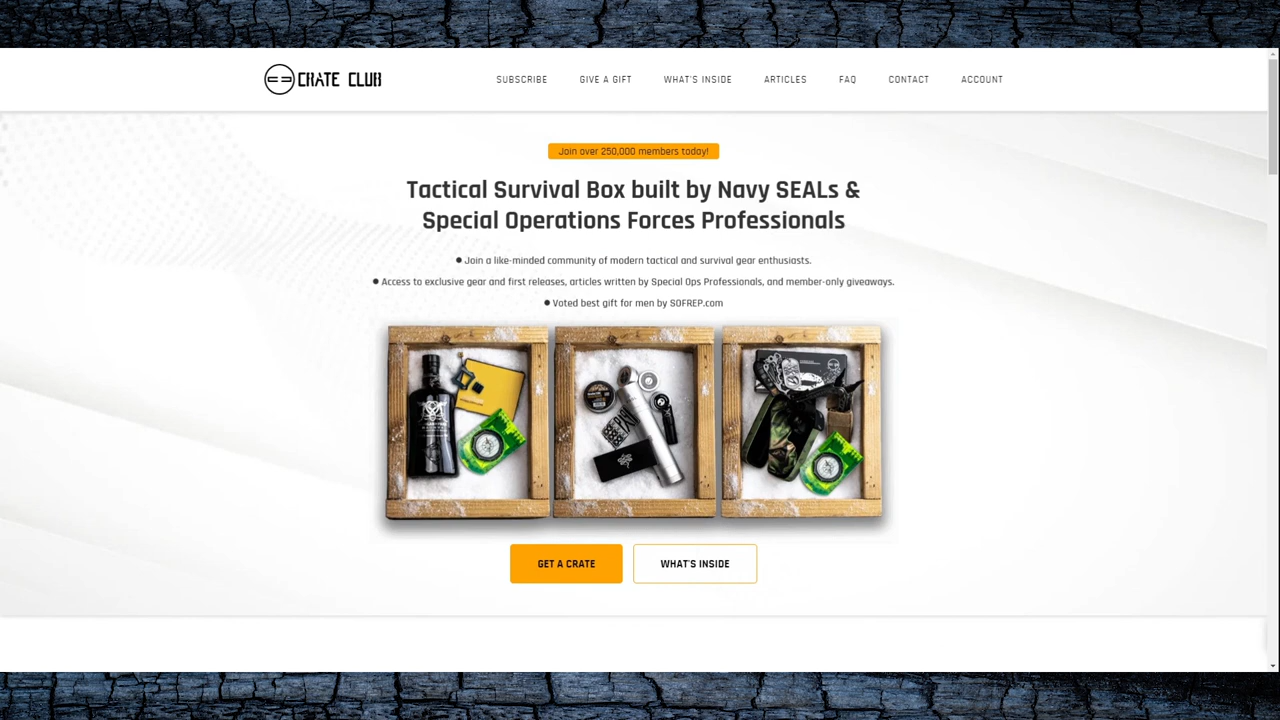 CRATE CLUB
SUBSCRIBE GIVE A GIFT WHAT'S INSIDE ARTICLES FAQ CONTACT ACCOUNT
Join over 250,000 members today!
Tactical Survival Box built by Navy SEALs &
Special Operations Forces Professionals
● Join a like-minded community of modern tactical and survival gear enthusiasts.
● Access to exclusive gear and first releases, articles written by Special Ops Professionals, and member-only giveaways.
● Voted best gift for men by SOFREP.com
GET A CRATE WHAT'S INSIDE